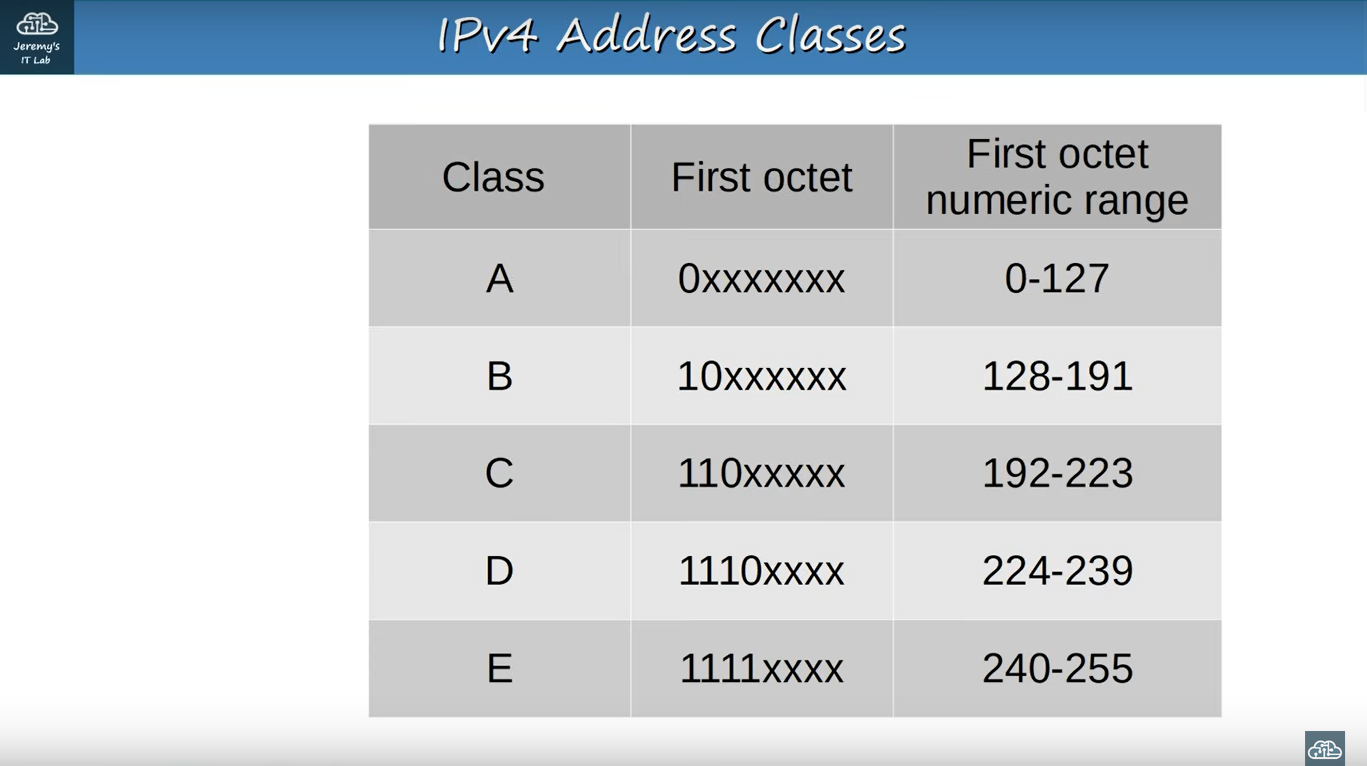 Jeremy's
IT Lab
IPv4 Address Classes
Class First octet First octet numeric range
A 0xxxxxxx 0-127
B 10xxxxxx 128-191
C 110xxxxx 192-223
D 1110xxxx 224-239
E 1111xxxx 240-255